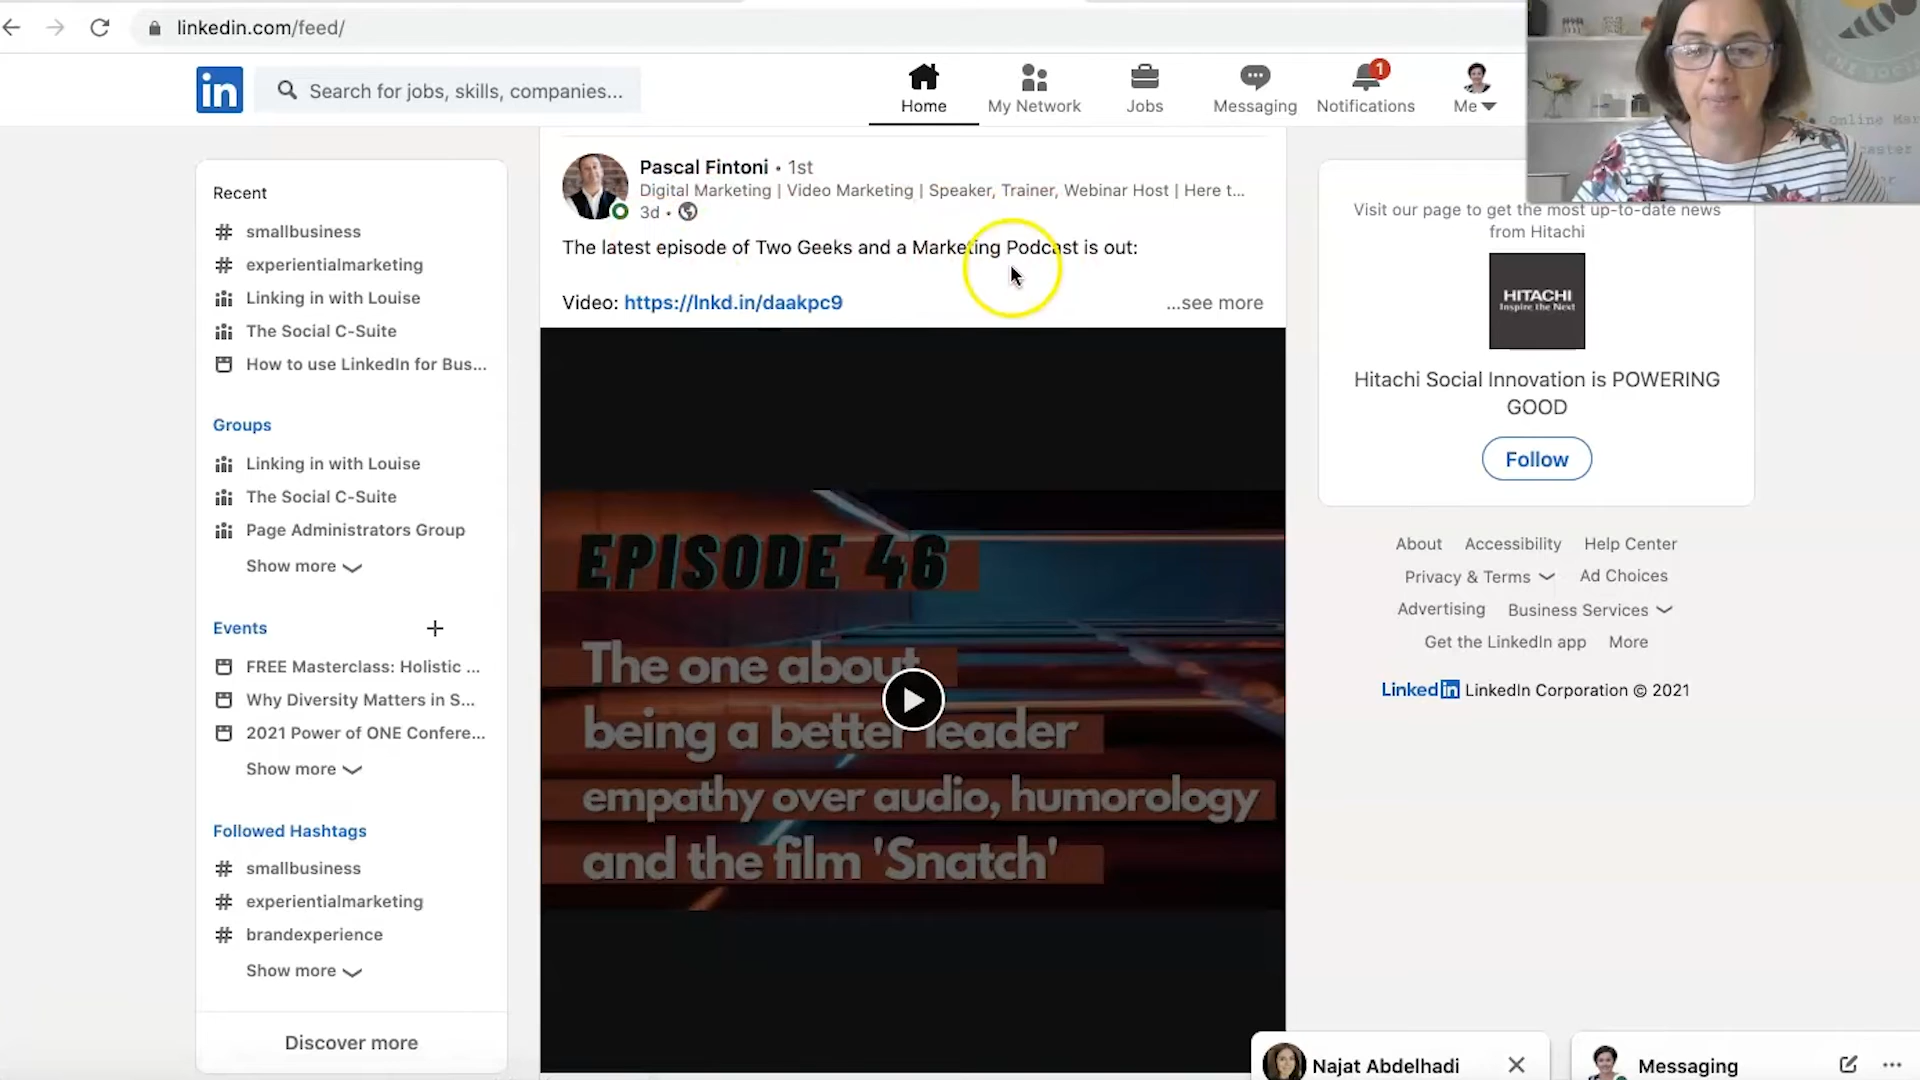 linkedin.com/feed/
in
Search for jobs, skills, companies...
Home
My Network
Jobs
Messaging
1
Notifications
Me
Recent
# smallbusiness
# experientialmarketing
Linking in with Louise
The Social C-Suite
How to use LinkedIn for Bus...
Groups
Linking in with Louise
The Social C-Suite
Page Administrators Group
Show more
Events
FREE Masterclass: Holistic ...
Why Diversity Matters in S...
2021 Power of ONE Confere...
Show more
Followed Hashtags
# smallbusiness
# experientialmarketing
# brandexperience
Show more
Discover more
Pascal Fintoni • 1st
Digital Marketing | Video Marketing | Speaker, Trainer, Webinar Host | Here t...
3d •
The latest episode of Two Geeks and a Marketing Podcast is out:
Video: https://lnkd.in/daakpc9 ...see more
EPISODE 46
The one about
being a better leader
empathy over audio, humorology
and the film 'Snatch'
THE SOCI
Online Mar
caster
Visit our page to get the most up-to-date news
from Hitachi
HITACHI
Inspire the Next
Hitachi Social Innovation is POWERING
GOOD
Follow
About Accessibility Help Center
Privacy & Terms Ad Choices
Advertising Business Services
Get the LinkedIn app More
LinkedIn LinkedIn Corporation © 2021
Najat Abdelhadi
Messaging